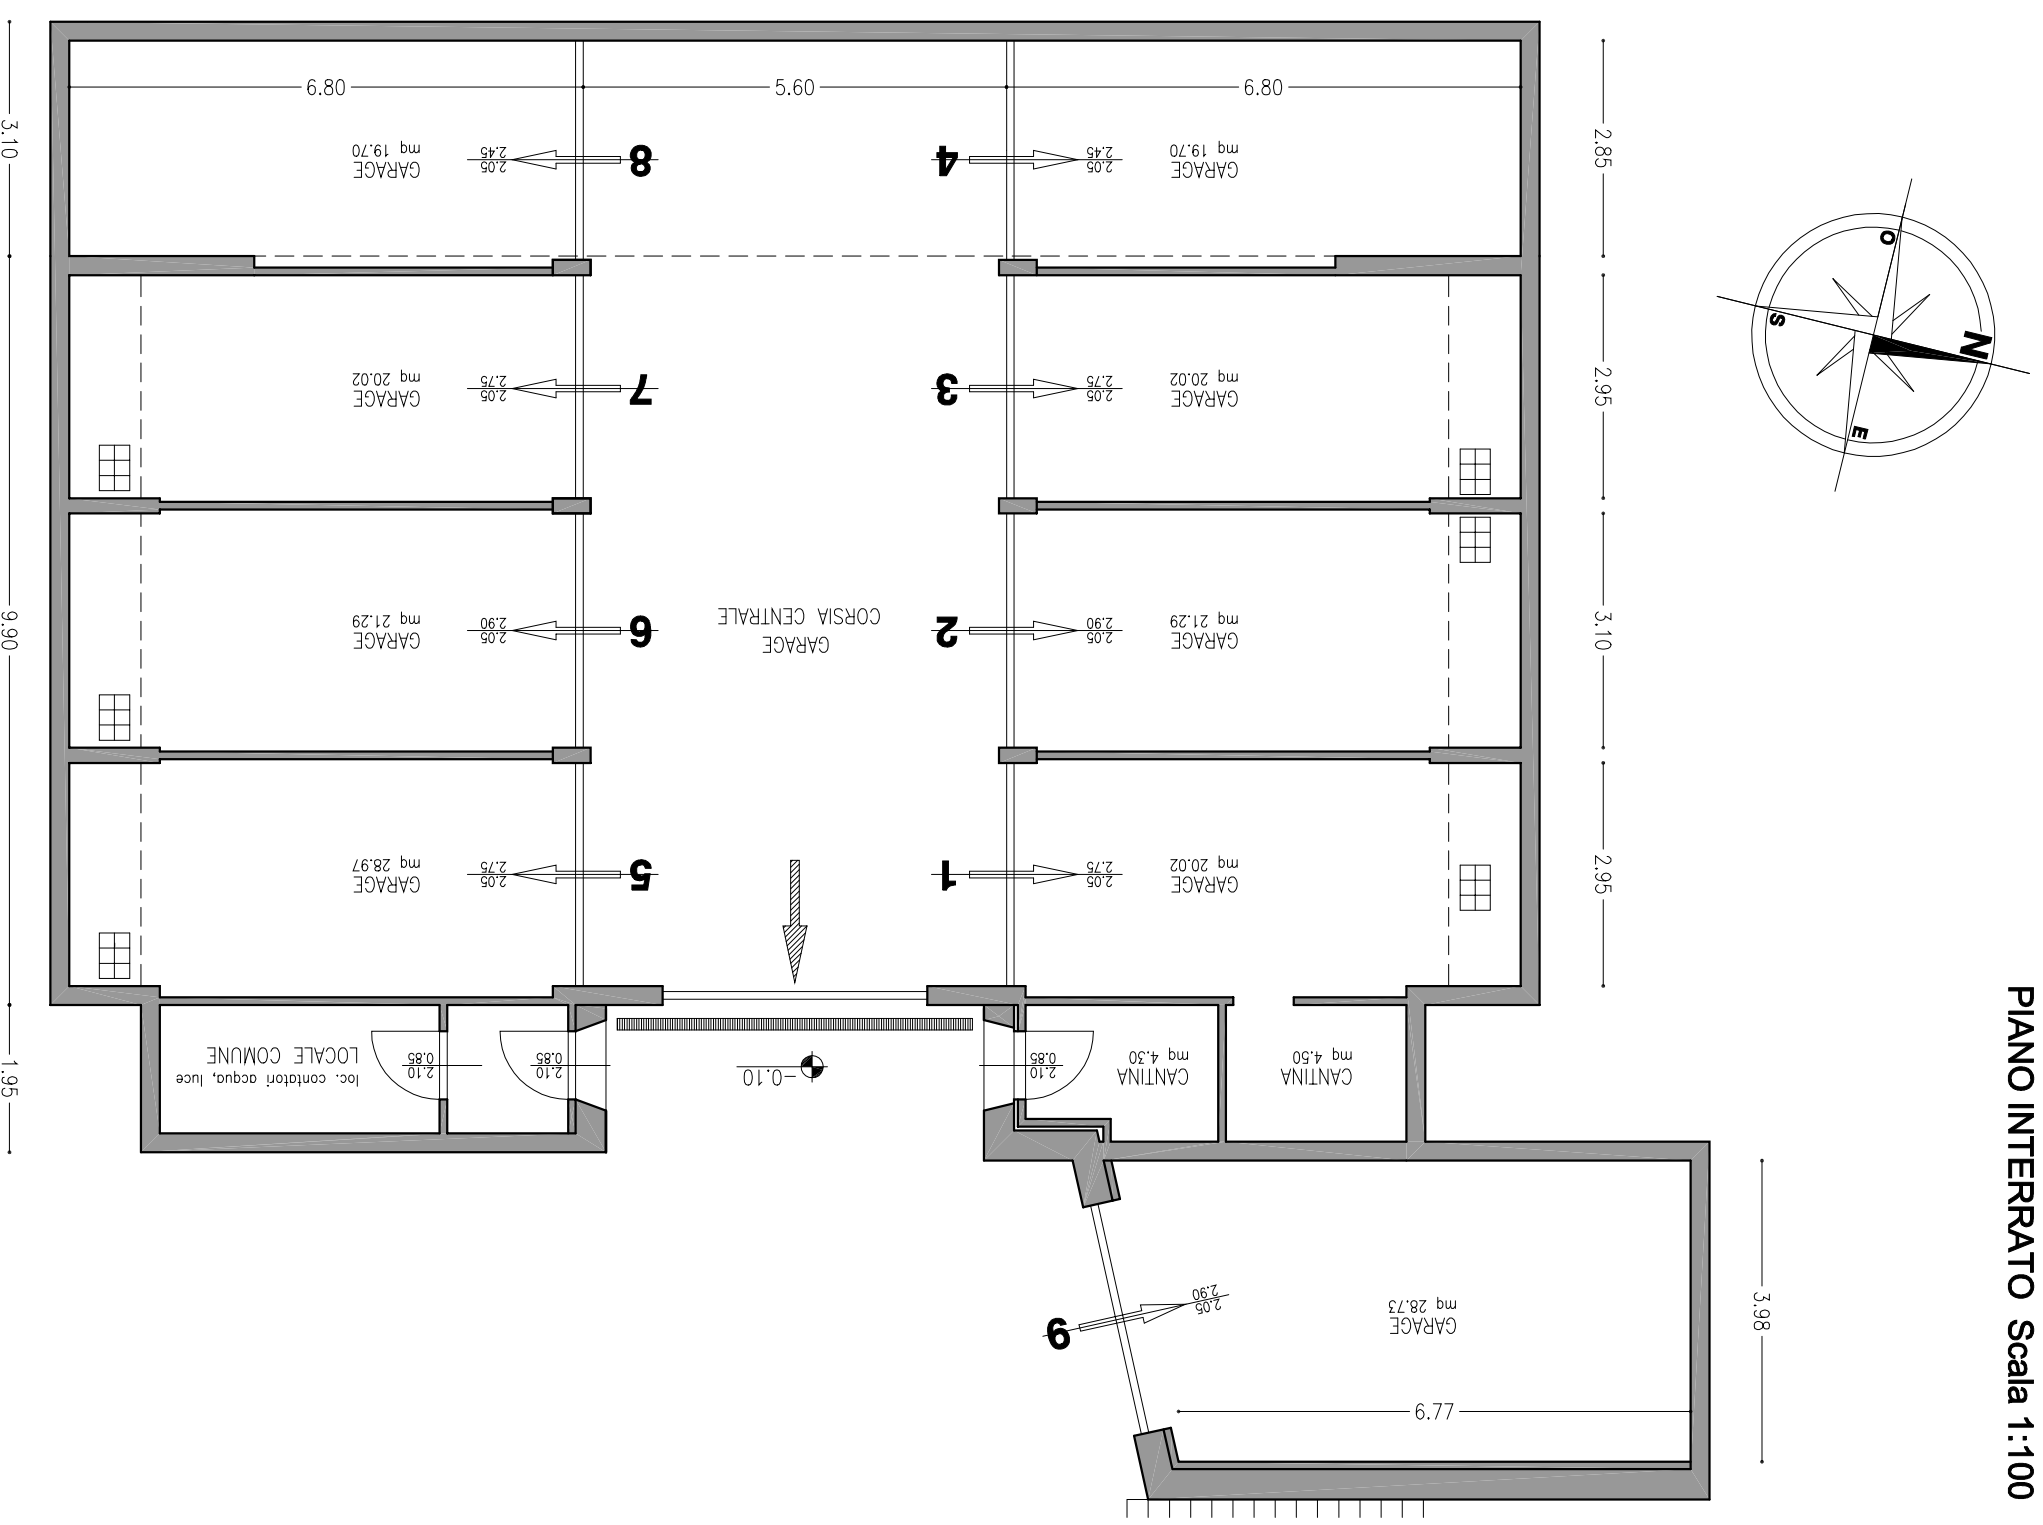 PIANO INTERRATO Scala 1:100
3.10
9.90
1.95
6.80
5.60
6.80
2.85
2.95
3.10
2.95
3.98
6.77
GARAGE
mq 19.70
2.05
2.45
8
4
2.05
2.45
GARAGE
mq 19.70
GARAGE
mq 20.02
2.05
2.75
7
3
2.05
2.75
GARAGE
mq 20.02
GARAGE
mq 21.29
2.05
2.90
6
GARAGE
CORSIA CENTRALE
2
2.05
2.90
GARAGE
mq 21.29
GARAGE
mq 28.97
2.05
2.75
5
1
2.05
2.75
GARAGE
mq 20.02
LOCALE COMUNE
loc. contatori acqua, luce
0.85
2.10
0.85
2.10
-0.10
0.85
2.10
CANTINA
mq 4.30
CANTINA
mq 4.50
9
2.05
2.90
GARAGE
mq 28.73
N
O
S
E